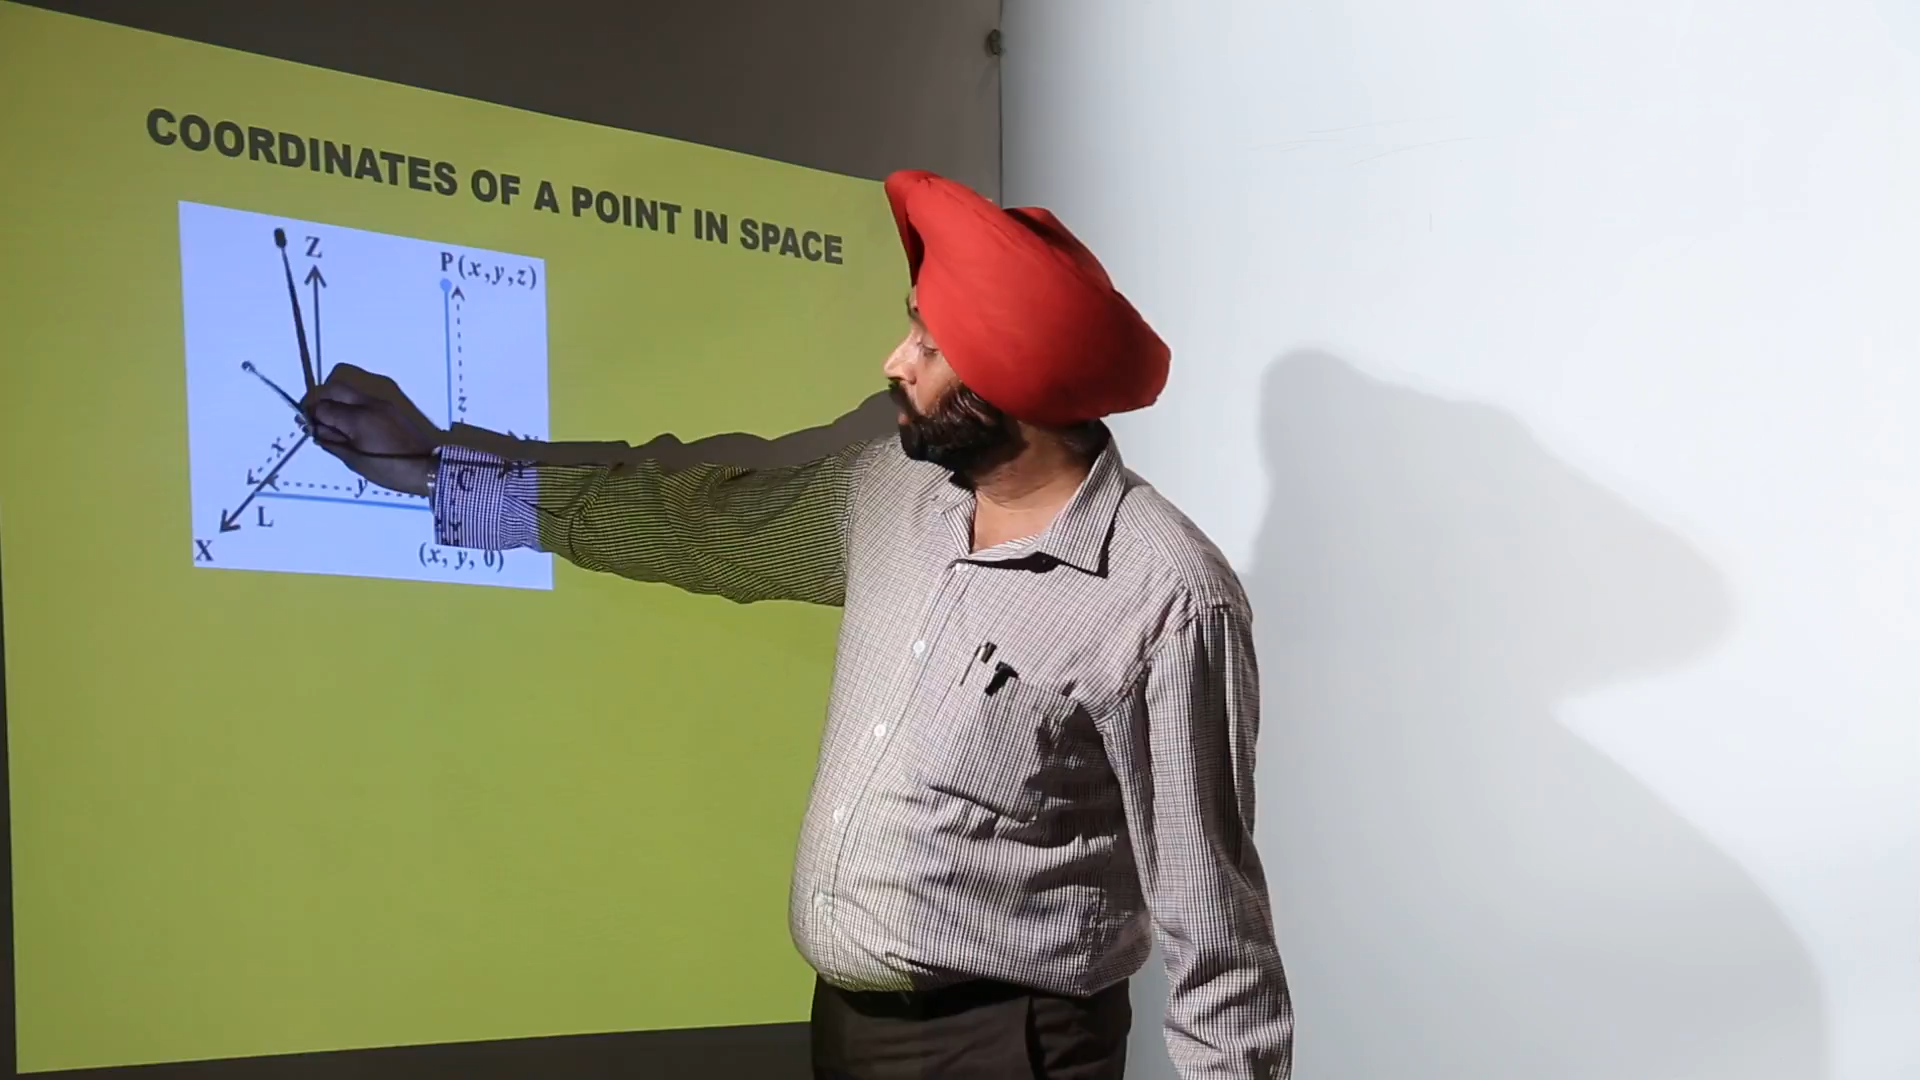 COORDINATES OF A POINT IN SPACE
Z
P(x,y,z)
z
x
y
C
L
X
(x, y, 0)